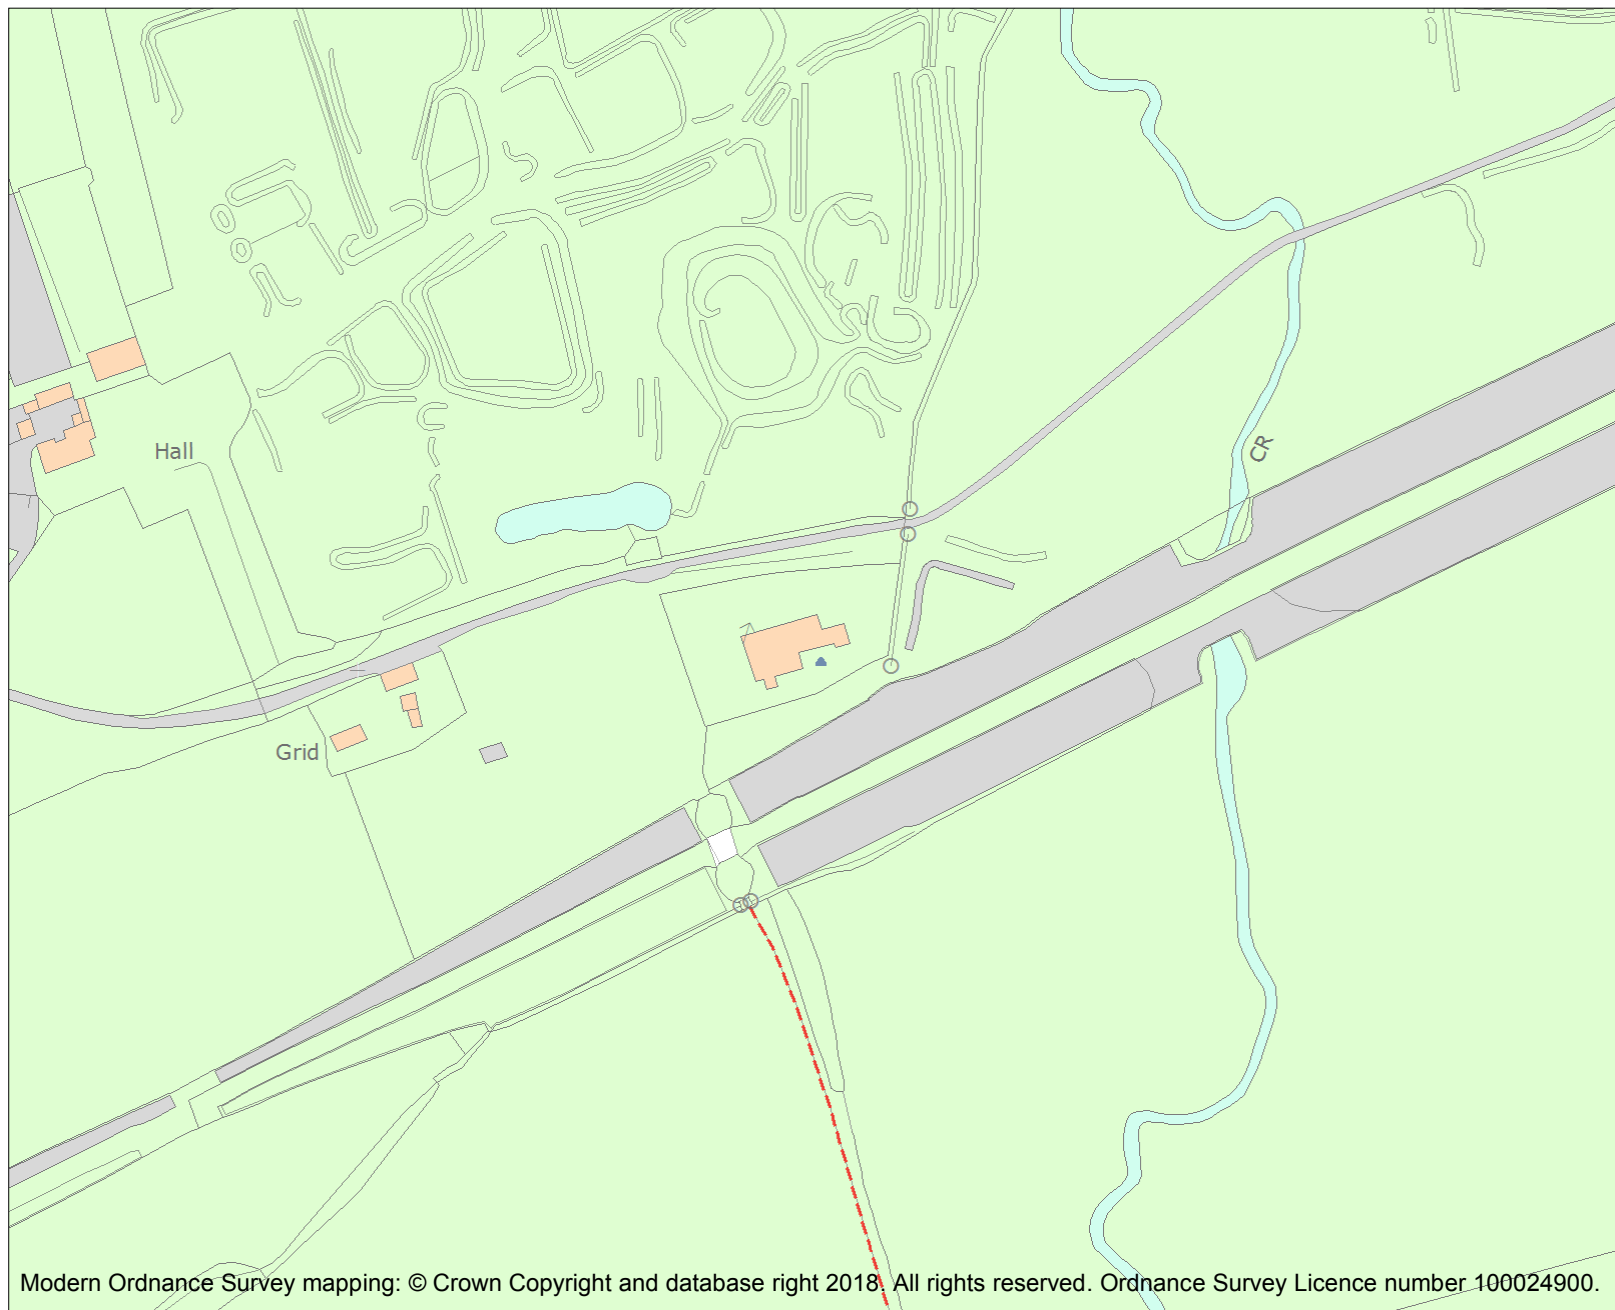 Hall
CR
Grid
Modern Ordnance Survey mapping: © Crown Copyright and database right 2018. All rights reserved. Ordnance Survey Licence number 100024900.